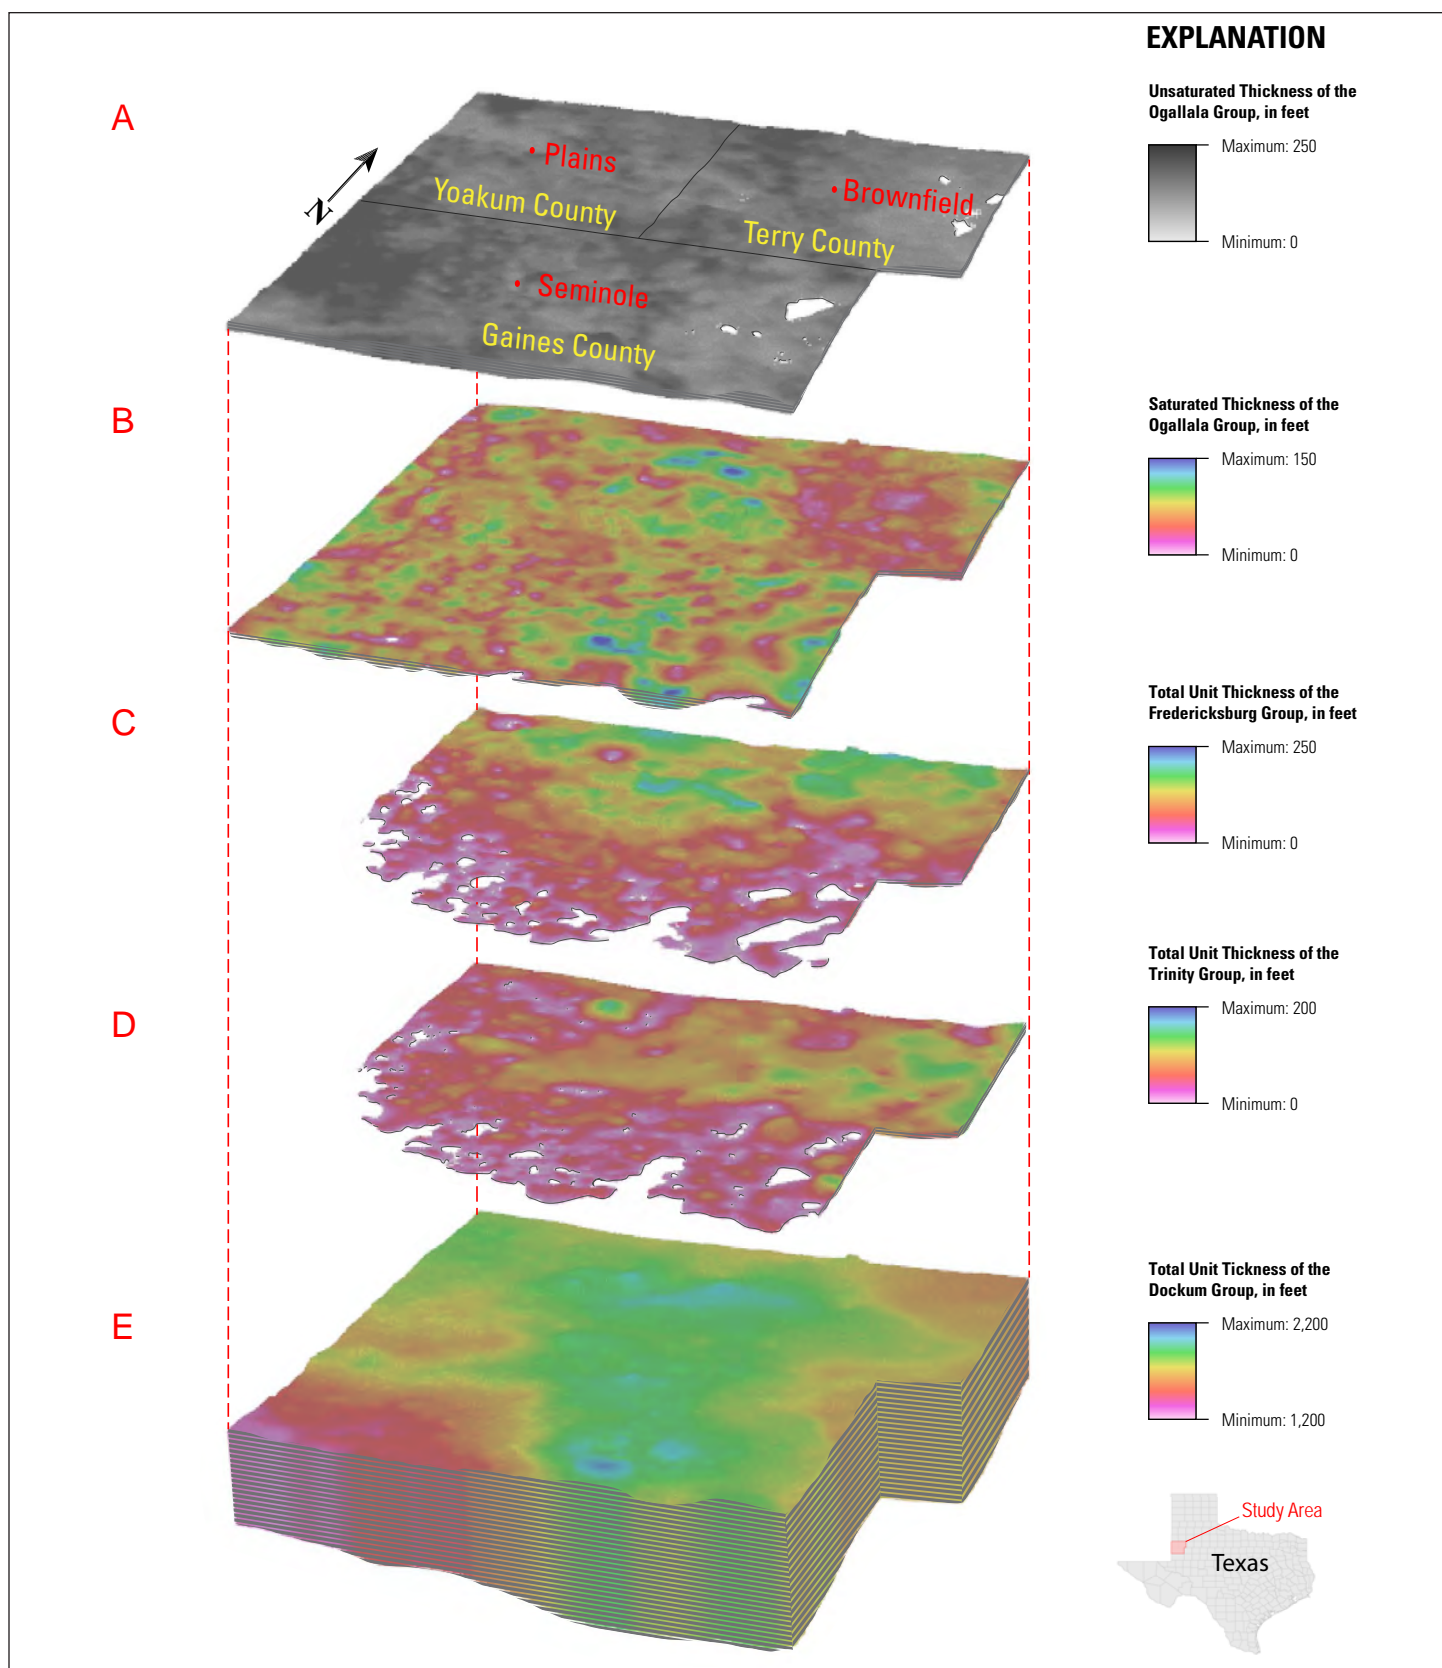 EXPLANATION
A
Plains
Yoakum County
Brownfield
Terry County
Seminole
Gaines County
N
Unsaturated Thickness of the
Ogallala Group, in feet
Maximum: 250
Minimum: 0
B
Saturated Thickness of the
Ogallala Group, in feet
Maximum: 150
Minimum: 0
C
Total Unit Thickness of the
Fredericksburg Group, in feet
Maximum: 250
Minimum: 0
D
Total Unit Thickness of the
Trinity Group, in feet
Maximum: 200
Minimum: 0
E
Total Unit Tickness of the
Dockum Group, in feet
Maximum: 2,200
Minimum: 1,200
Study Area
Texas